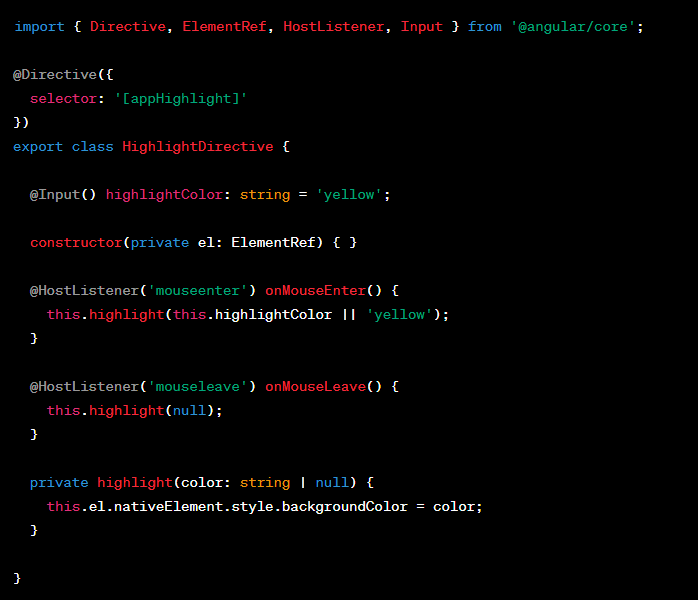 import { Directive, ElementRef, HostListener, Input } from '@angular/core';
@Directive({
selector: '[appHighlight]'
})
export class HighlightDirective {
@Input() highlightColor: string = 'yellow';
constructor(private el: ElementRef) { }
@HostListener('mouseenter') onMouseEnter() {
this.highlight(this.highlightColor || 'yellow');
}
@HostListener('mouseleave') onMouseLeave() {
this.highlight(null);
}
private highlight(color: string | null) {
this.el.nativeElement.style.backgroundColor = color;
}
}